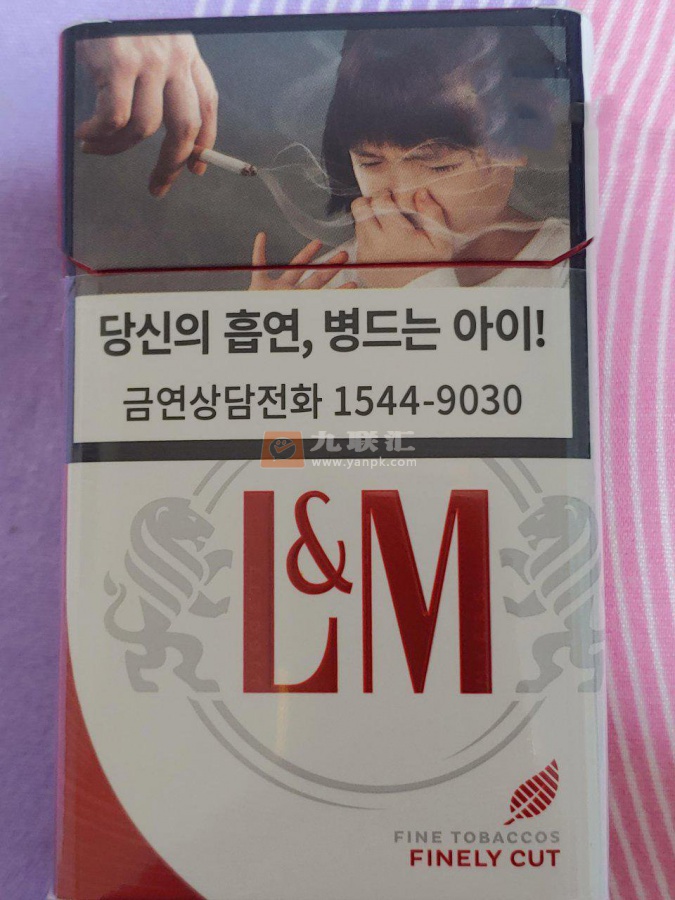 당신의 흡연, 병드는 아이!
금연상담전화 1544-9030
九联汇
www.yanpk.com
L&M
FINE TOBACCOS
FINELY CUT